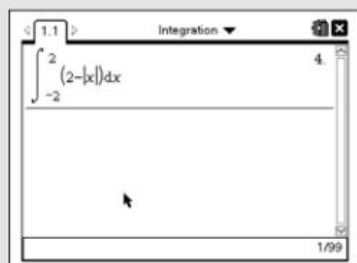 1.1 Integration
∫ 2 -2 (2-|x|)dx 4.
1/99